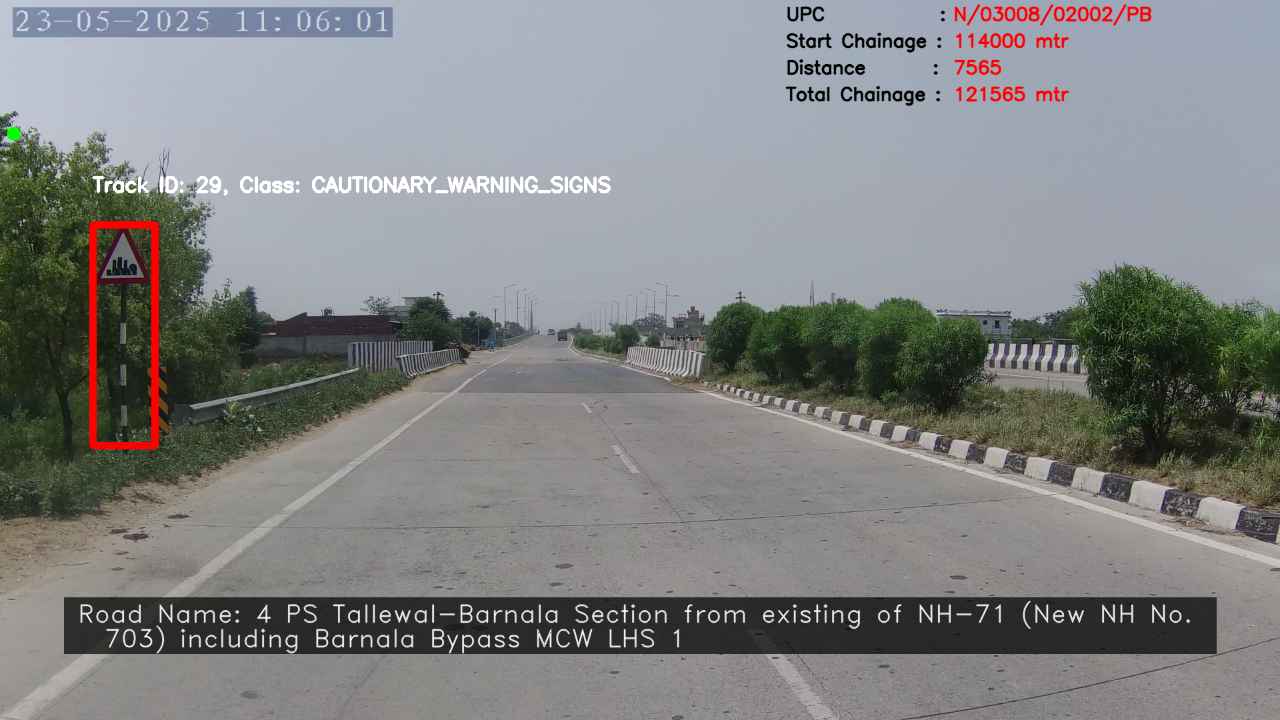 23-05-2025 11:06:01
UPC : N/03008/02002/PB
Start Chainage : 114000 mtr
Distance : 7565
Total Chainage : 121565 mtr
Track ID: 29, Class: CAUTIONARY_WARNING_SIGNS
Road Name: 4 PS Tallewal-Barnala Section from existing of NH-71 (New NH No.
703) including Barnala Bypass MCW LHS 1